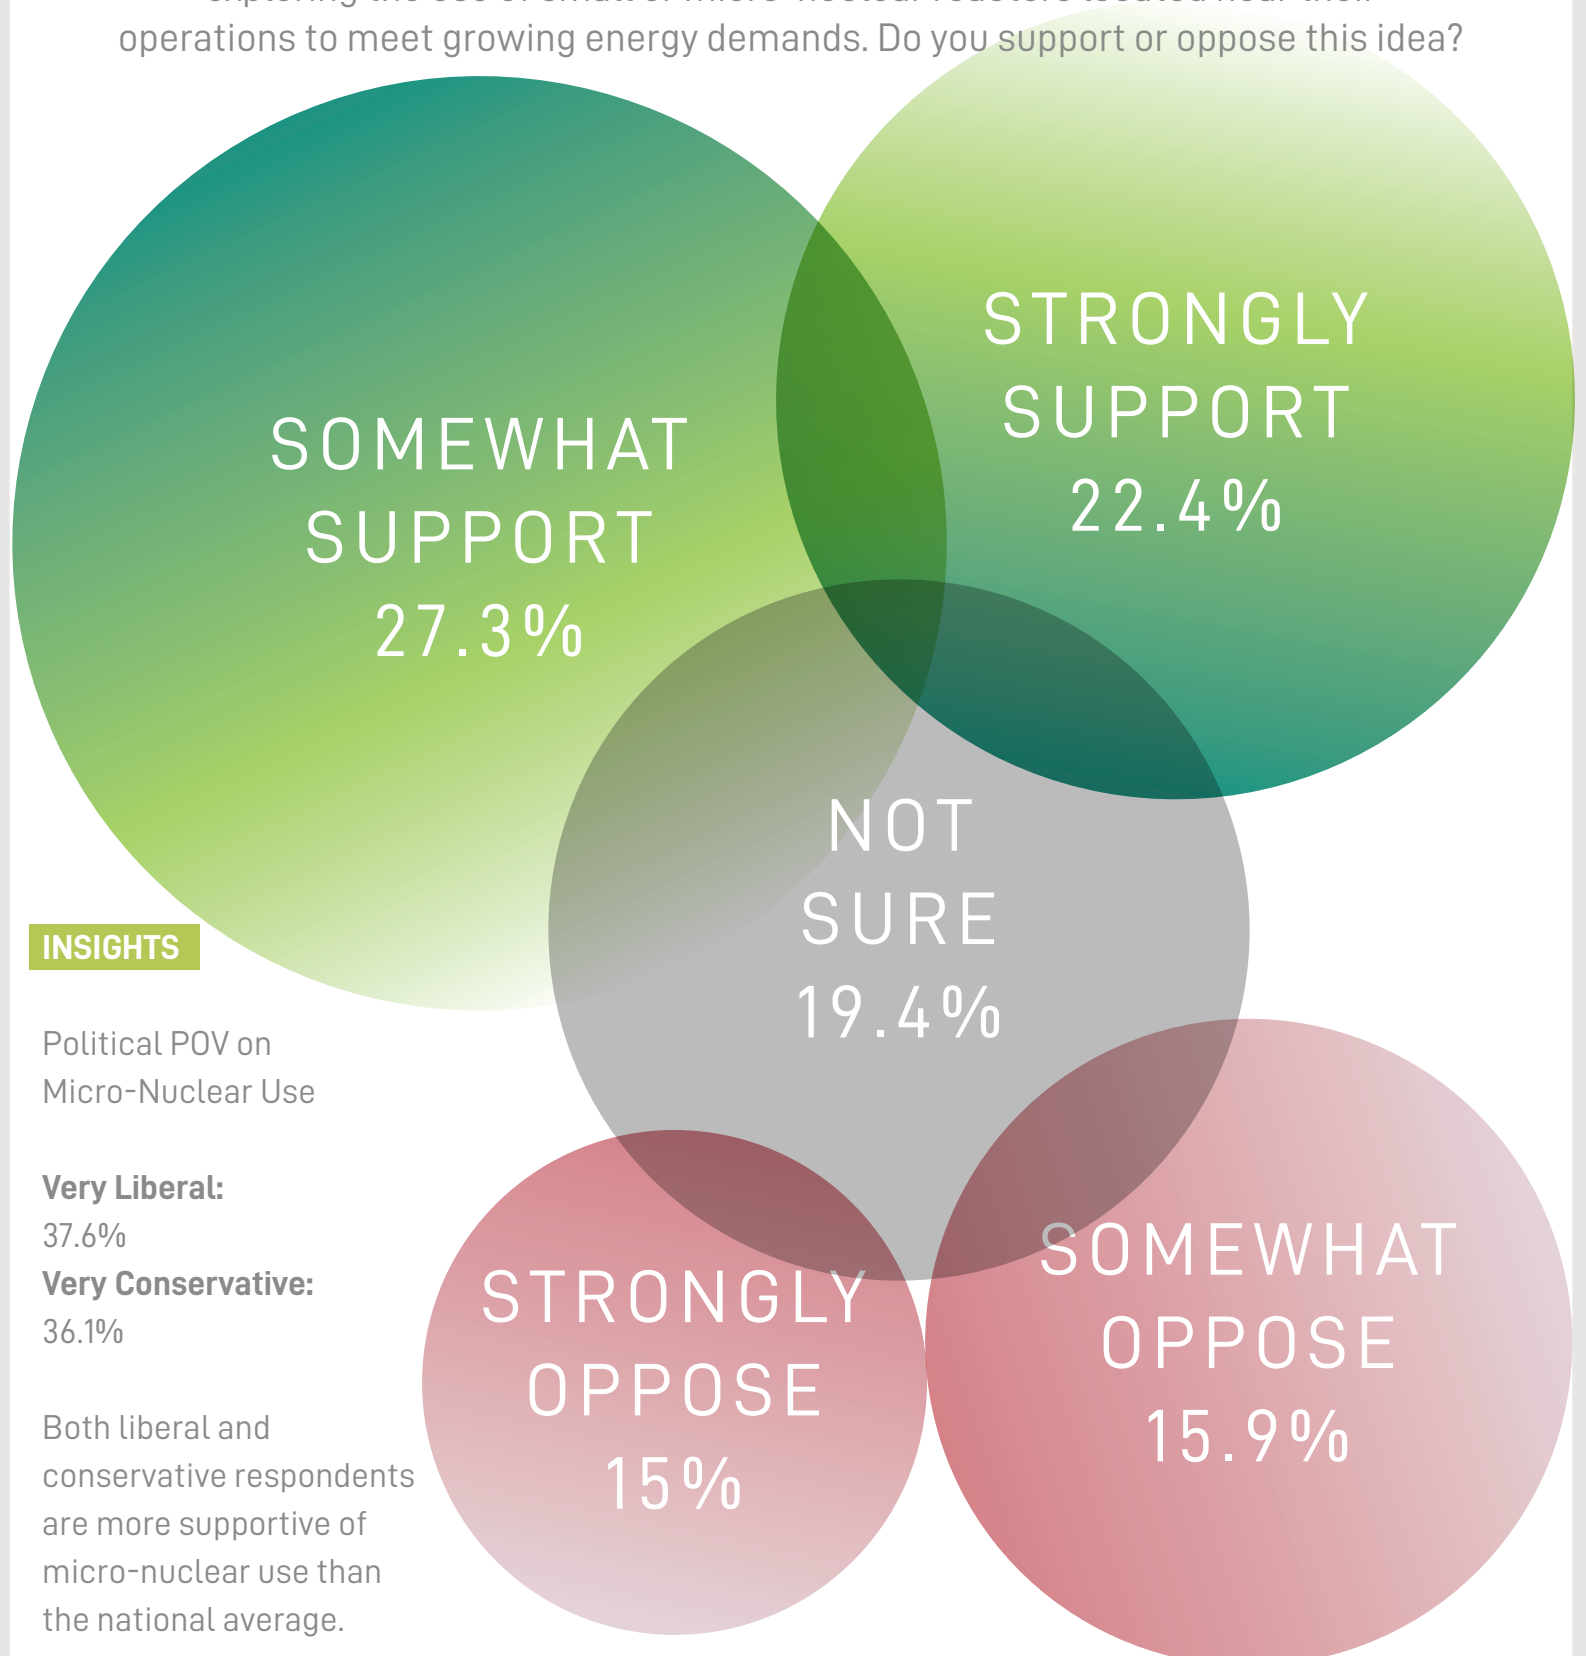 operations to meet growing energy demands. Do you support or oppose this idea?
STRONGLY
SUPPORT
22.4%
SOMEWHAT
SUPPORT
27.3%
NOT
SURE
19.4%
INSIGHTS
Political POV on
Micro-Nuclear Use
Very Liberal:
37.6%
Very Conservative:
36.1%
Both liberal and
conservative respondents
are more supportive of
micro-nuclear use than
the national average.
STRONGLY
OPPOSE
15%
SOMEWHAT
OPPOSE
15.9%